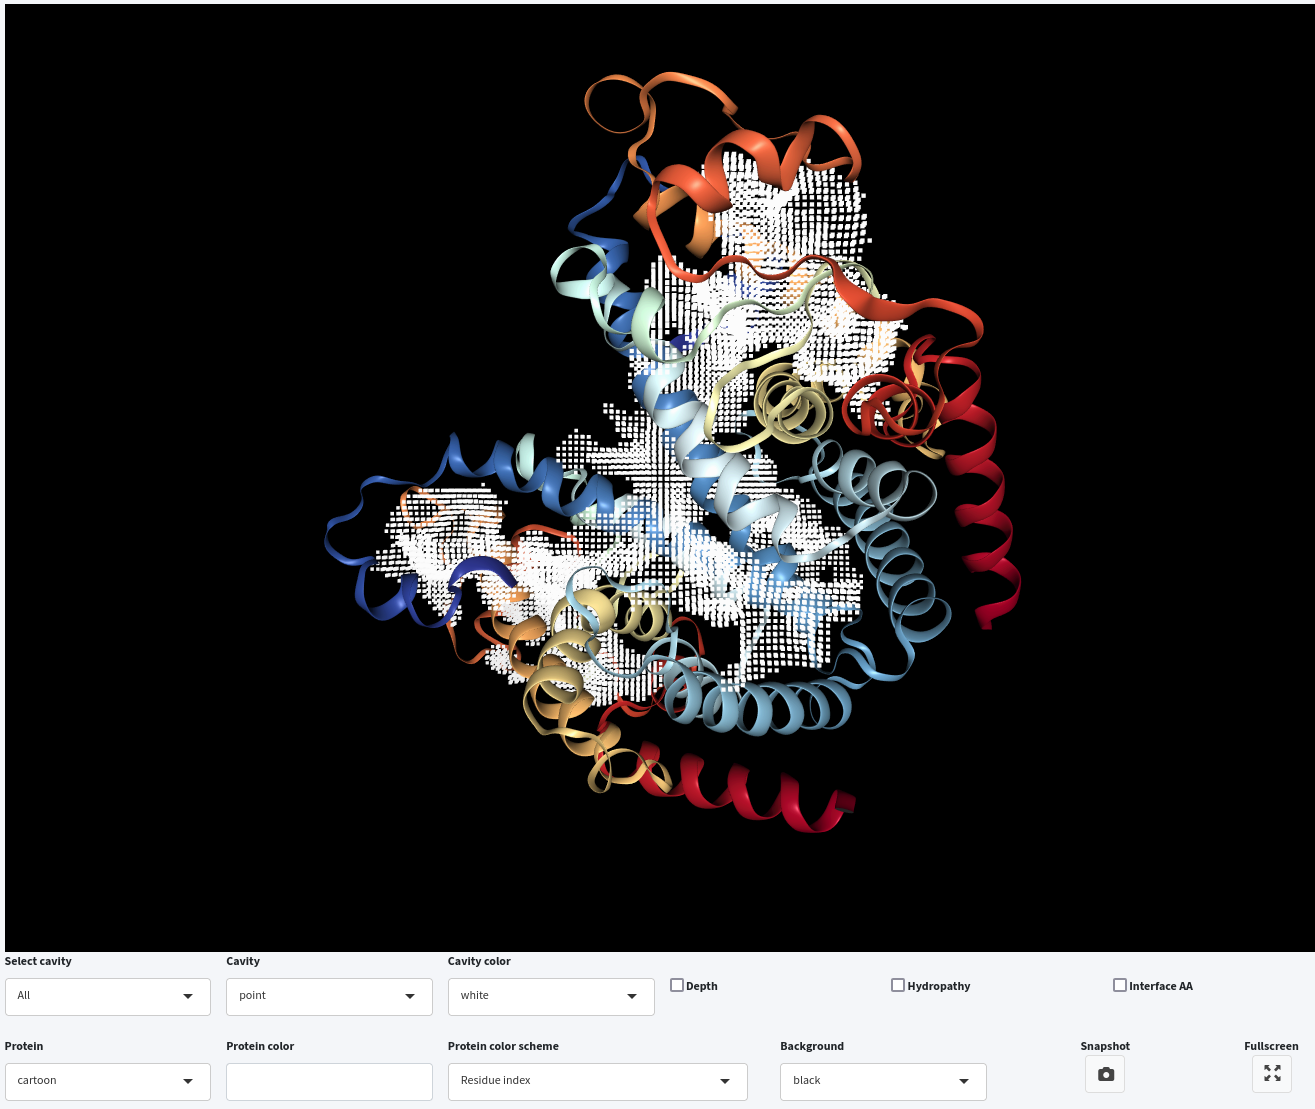 Select cavity Cavity Cavity color
All point white Depth Hydropathy Interface AA
Protein Protein color Protein color scheme Background Snapshot Fullscreen
cartoon Residue index black